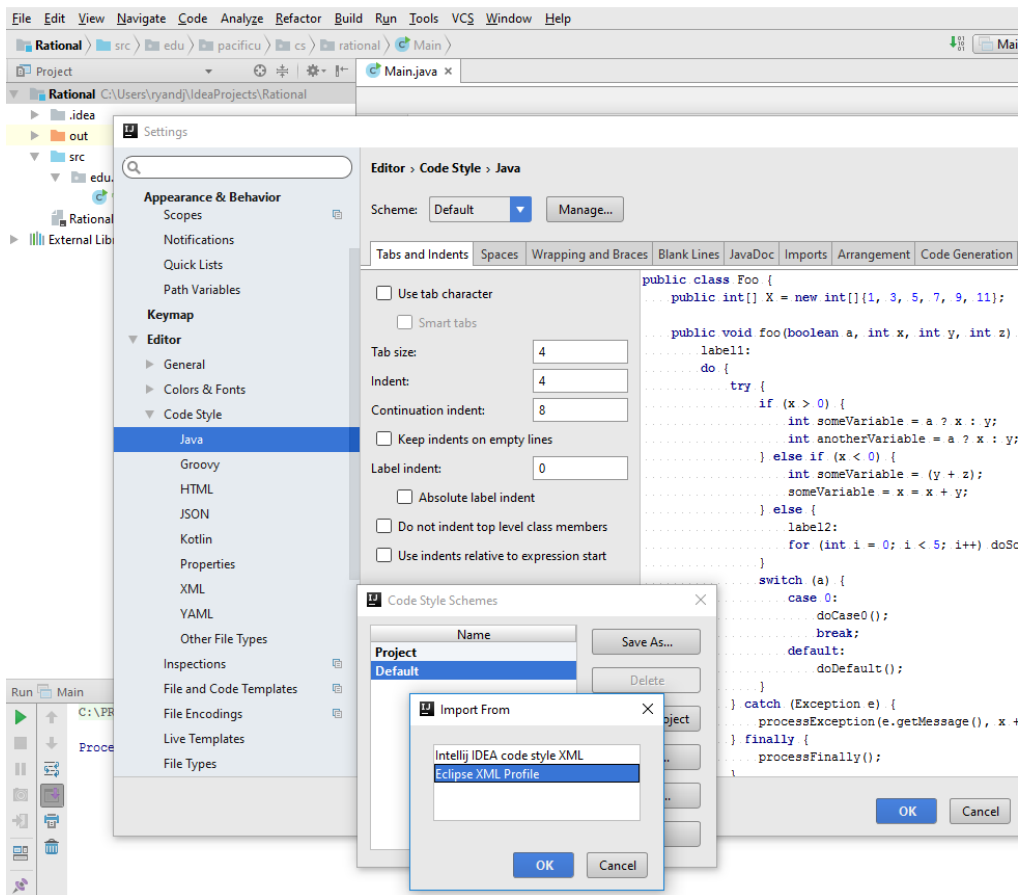 File Edit View Navigate Code Analyze Refactor Build Run Tools VCS Window Help
Rational src edu pacificu cs rational Main
Project
Main.java
Rational C:\Users\ryandj\IdeaProjects\Rational
.idea
out
src
edu.
Rational
External Lib
Settings
Appearance & Behavior
Scopes
Notifications
Quick Lists
Path Variables
Keymap
Editor
General
Colors & Fonts
Code Style
Java
Groovy
HTML
JSON
Kotlin
Properties
XML
YAML
Other File Types
Inspections
File and Code Templates
File Encodings
Live Templates
File Types
Editor › Code Style › Java
Scheme: Default Manage...
Tabs and Indents Spaces Wrapping and Braces Blank Lines JavaDoc Imports Arrangement Code Generation
Use tab character
Smart tabs
Tab size: 4
Indent: 4
Continuation indent: 8
Keep indents on empty lines
Label indent: 0
Absolute label indent
Do not indent top level class members
Use indents relative to expression start
public class Foo {
public int[] X = new int[]{1, 3, 5, 7, 9, 11};
public void foo(boolean a, int x, int y, int z)
label1:
do {
try {
if (x > 0) {
int someVariable = a ? x : y;
int anotherVariable = a ? x : y;
} else if (x < 0) {
int someVariable = (y + z);
someVariable = x = x + y;
} else {
label2:
for (int i = 0; i < 5; i++) doSo
}
switch (a) {
case 0:
doCase0();
break;
default:
doDefault();
}
} catch (Exception e) {
processException(e.getMessage(), x +
} finally {
processFinally();
}
OK Cancel
Code Style Schemes
Name
Project
Default
Save As...
Delete
oject
Import From
Intellij IDEA code style XML
Eclipse XML Profile
OK Cancel
Run Main
C:\PR
Proce